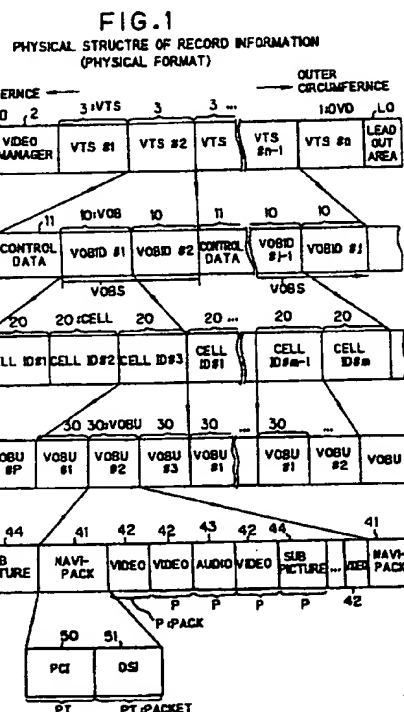 FIG.1
PHYSICAL STRUCTRE OF RECORD INFORMATION
(PHYSICAL FORMAT)
OUTER
CIRCUMFERNCE
2 3:VTS 3 3 ... 1:OVD LO
VIDEO MANAGER VTS #1 VTS #2 VTS VTS #n-1 VTS #n LEAD OUT AREA
11 10:VOB 10 11 10 10
CONTROL DATA VOBID #1 VOBID #2 CONTROL DATA VOBID #j-1 VOBID #j
VOBS VOBS
20 20:CELL 20 20 ... 20 20
CELL ID#2 CELL ID#3 CELL ID#1 CELL ID#m-1 CELL ID#m
30 30:VOBU 30 30 ... 30 ...
VOBU #P VOBU #1 VOBU #2 VOBU #3 VOBU #1 VOBU #1 VOBU #2 VOBU
44 41 42 42 43 42 44 41
NAVI-PACK VIDEO VIDEO AUDIO VIDEO SUB PICTURE ... VIDEO NAVI-PACK
P P P P 42
P:PACK
50 51
PCI DSI
PT PT:PACKET